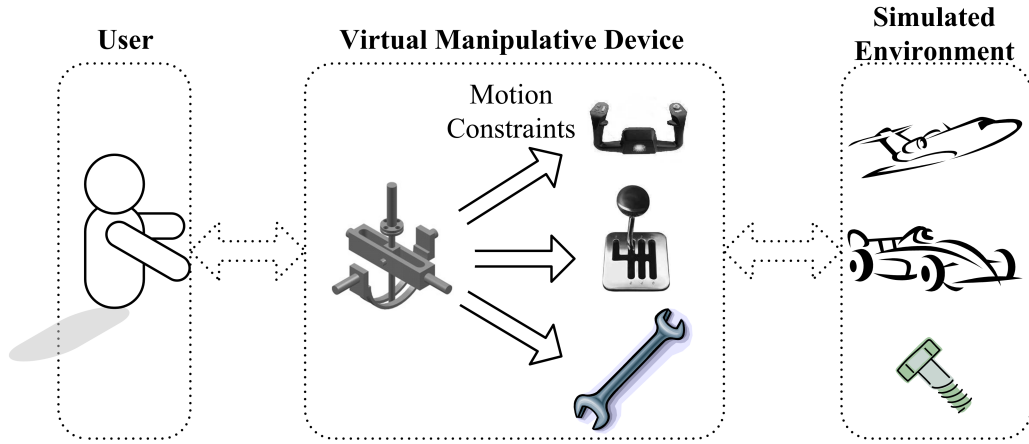 User
Virtual Manipulative Device
Simulated
Environment
Motion
Constraints